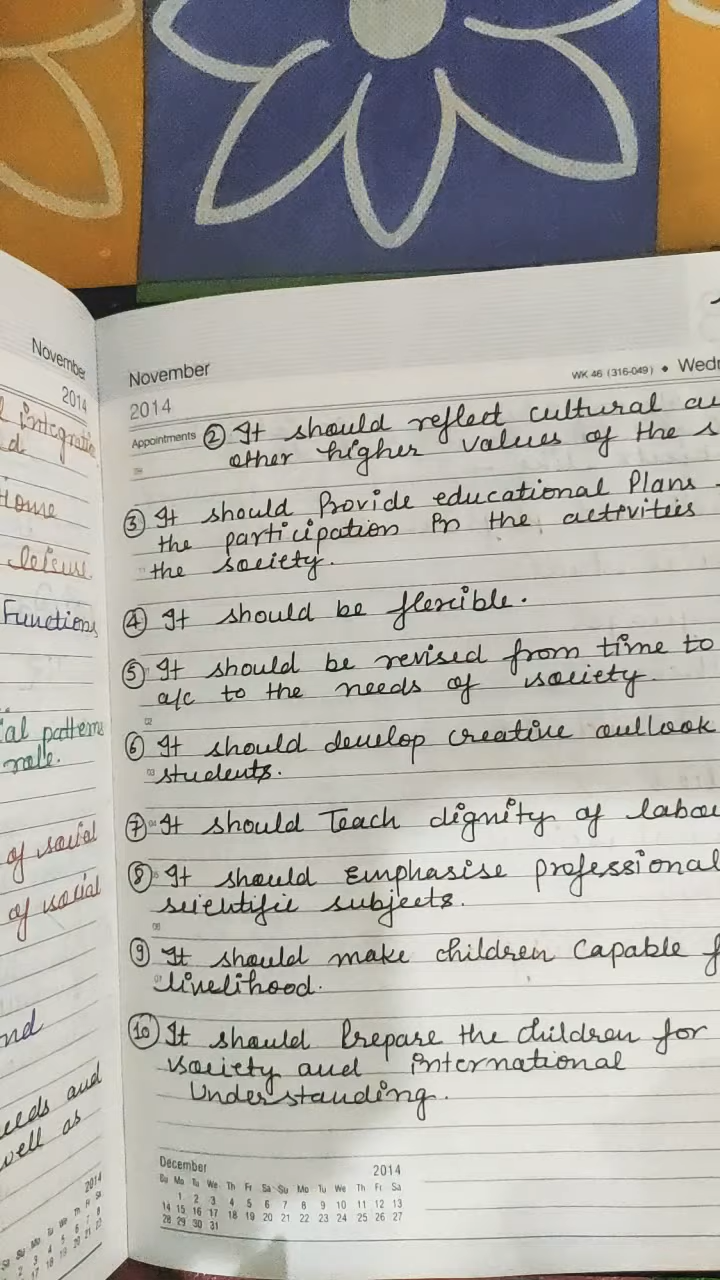 November
2014
integratio
d
Home
leisure
Functions
al pattern
role.
of social
of social
nd
needs and
well as
2014
November
WK 46 (316-049) • Wed
2014
Appointments
② It should reflect cultural
other higher values of the s
③ It should Provide educational Plans
the participation in the activities
the society.
④ It should be flexible.
⑤ It should be revised from time to
a/c to the needs of society
⑥ It should develop creative outlook
students.
⑦ It should Teach dignity of labou
⑧ It should Emphasise professional
scientific subjects.
⑨ It should make children Capable f
livelihood.
⑩ It should Prepare the children for
society and international
Understanding.
December 2014
Su Mo Tu We Th Fr Sa Su Mo Tu We Th Fr Sa
1 2 3 4 5 6 7 8 9 10 11 12 13
14 15 16 17 18 19 20 21 22 23 24 25 26 27
28 29 30 31